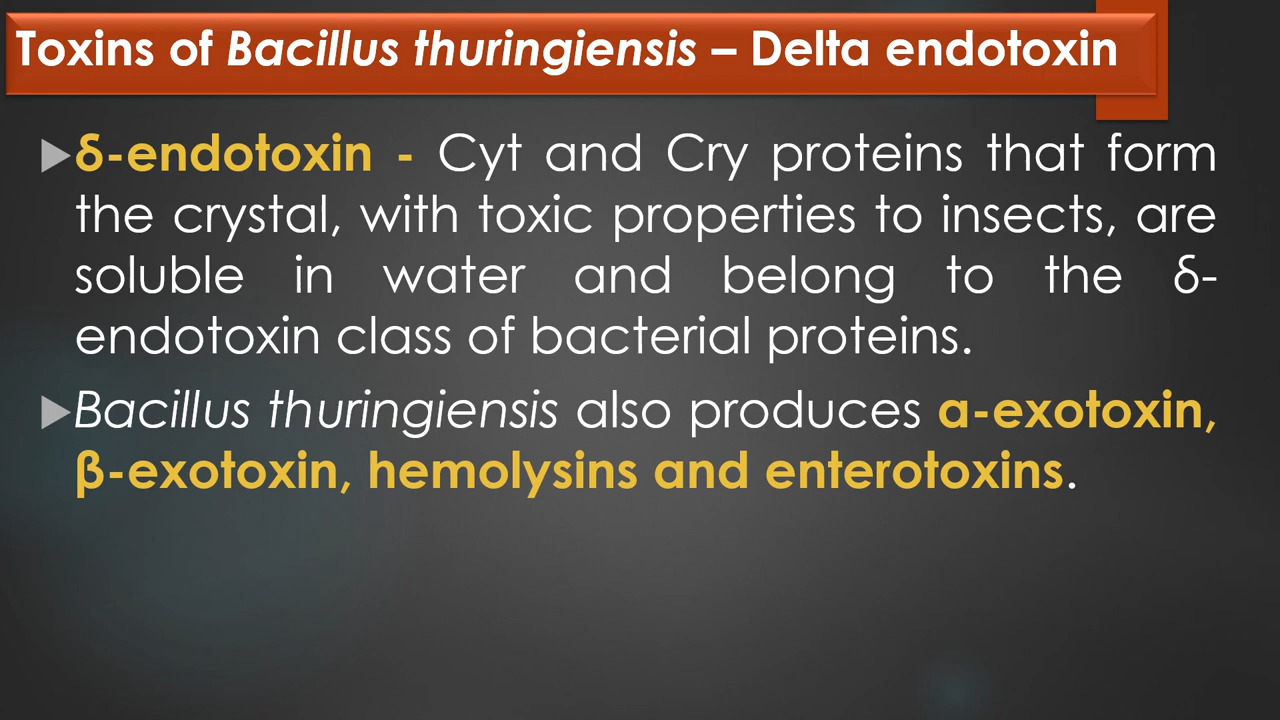 Toxins of Bacillus thuringiensis – Delta endotoxin
δ-endotoxin - Cyt and Cry proteins that form
the crystal, with toxic properties to insects, are
soluble in water and belong to the δ-
endotoxin class of bacterial proteins.
Bacillus thuringiensis also produces α-exotoxin,
β-exotoxin, hemolysins and enterotoxins.